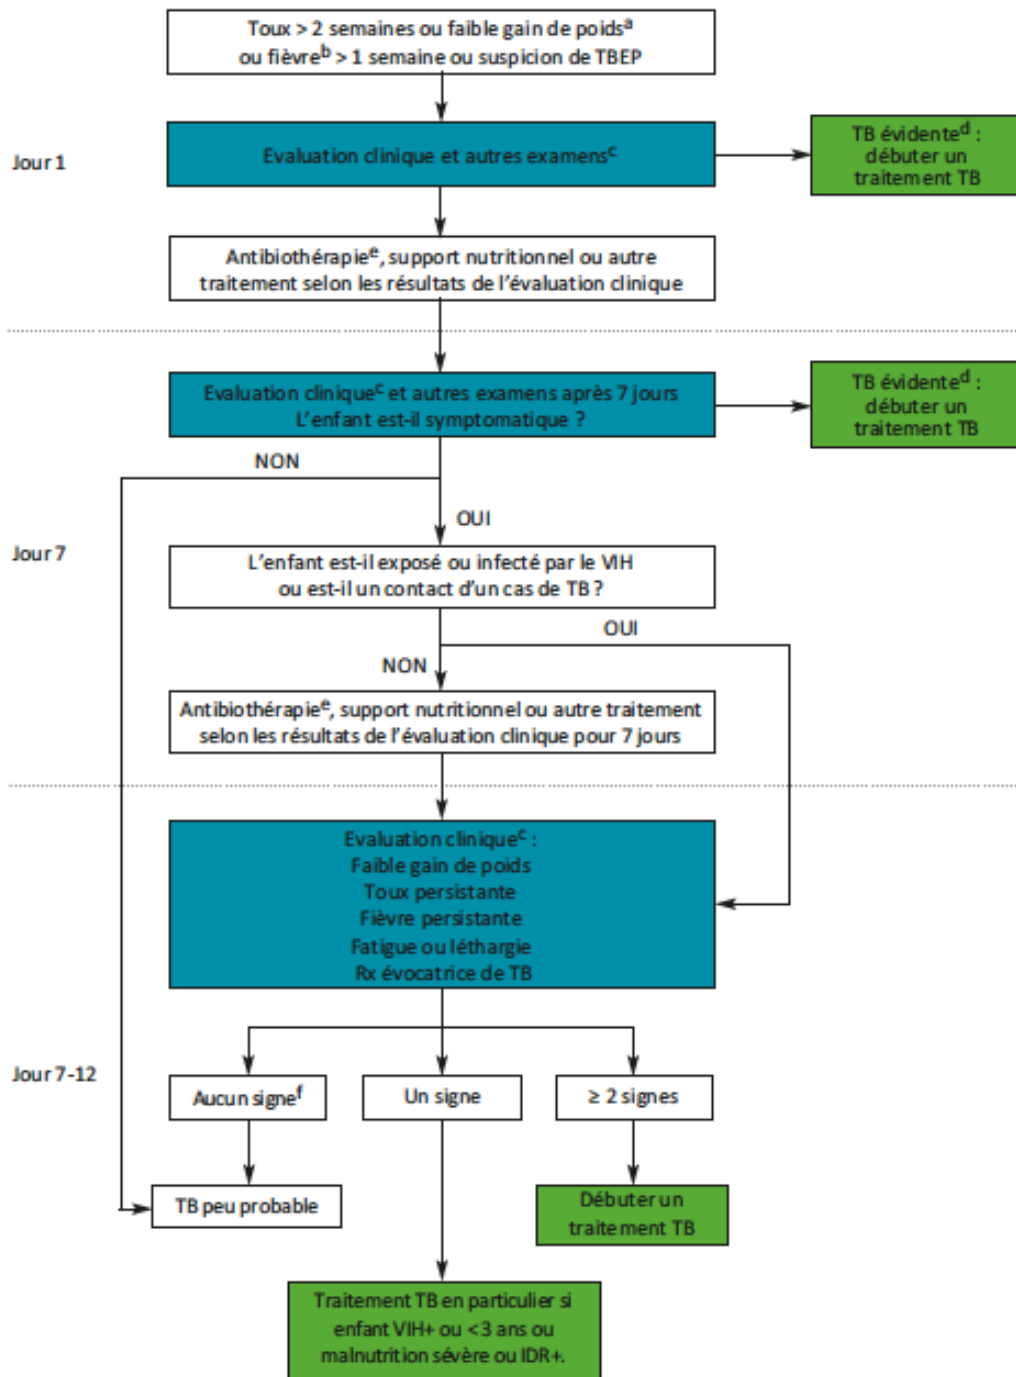 Toux > 2 semaines ou faible gain de poidsᵃ
ou fièvreᵇ > 1 semaine ou suspicion de TBEP
Jour 1
Evaluation clinique et autres examensᶜ
TB évidenteᵈ :
débuter un
traitement TB
Antibiothérapieᵉ, support nutritionnel ou autre
traitement selon les résultats de l’évaluation clinique
Evaluation cliniqueᶜ et autres examens après 7 jours
L’enfant est-il symptomatique ?
TB évidenteᵈ :
débuter un
traitement TB
NON
OUI
Jour 7
L’enfant est-il exposé ou infecté par le VIH
ou est-il un contact d’un cas de TB ?
OUI
NON
Antibiothérapieᵉ, support nutritionnel ou autre traitement
selon les résultats de l’évaluation clinique pour 7 jours
Evaluation cliniqueᶜ :
Faible gain de poids
Toux persistante
Fièvre persistante
Fatigue ou léthargie
Rx évocatrice de TB
Jour 7-12
Aucun signeᶠ
Un signe
≥ 2 signes
TB peu probable
Débuter un
traitement TB
Traitement TB en particulier si
enfant VIH+ ou <3 ans ou
malnutrition sévère ou IDR+.